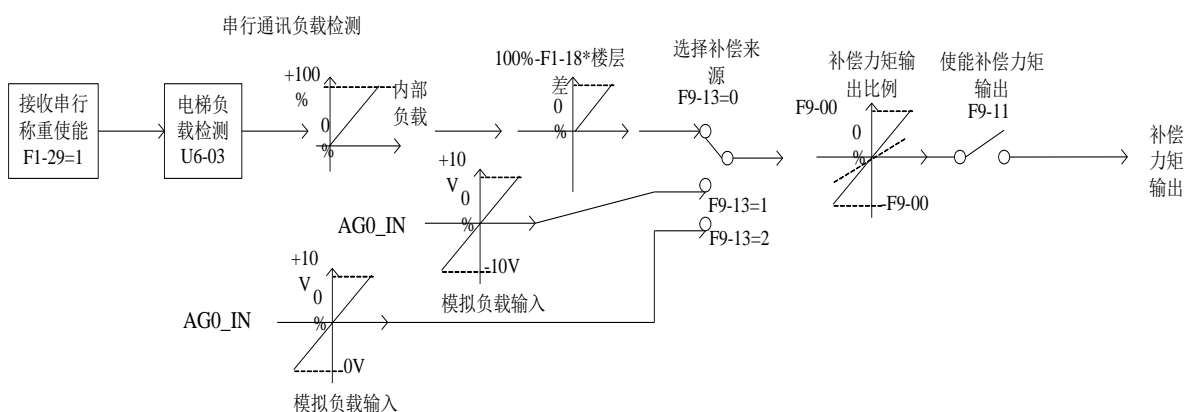 串行通讯负载检测
接收串行
称重使能
F1-29=1
电梯负
载检测
U6-03
+100
%
0
%
内部
负载
100%-F1-18*楼层
差
0
%
选择补偿来
源
F9-13=0
补偿力矩输
出比例
F9-00
0
%
-F9-00
使能补偿力矩
输出
F9-11
补偿
力矩
输出
+10
V
0
%
AG0_IN
-10V
模拟负载输入
F9-13=1
F9-13=2
+10
V
0
%
AG0_IN
0V
模拟负载输入